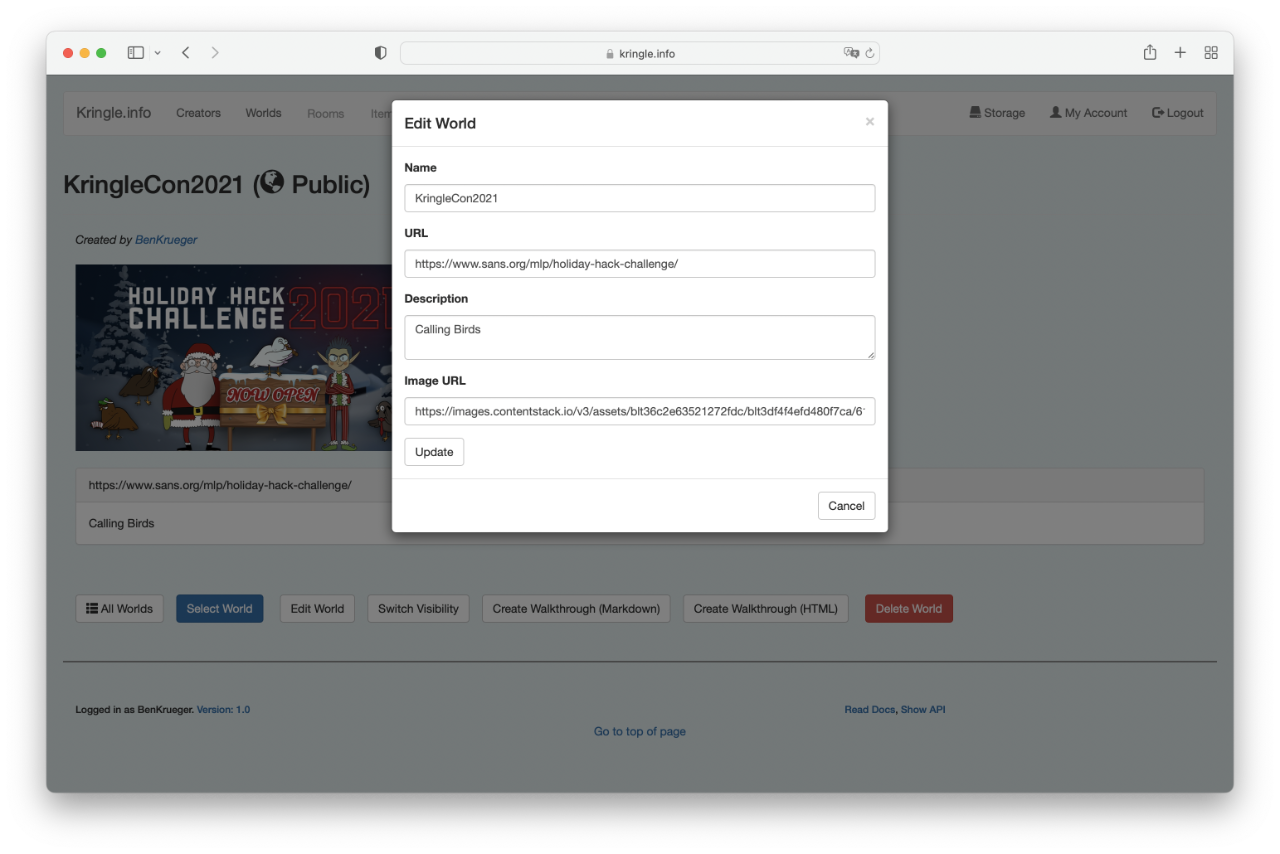 kringle.info
Kringle.info Creators Worlds Rooms Item Storage My Account Logout
KringleCon2021 ( Public)
Created by BenKrueger
HOLIDAY HACK
CHALLENGE 2021
NOW OPEN
https://www.sans.org/mlp/holiday-hack-challenge/
Calling Birds
Edit World ×
Name
KringleCon2021
URL
https://www.sans.org/mlp/holiday-hack-challenge/
Description
Calling Birds
Image URL
https://images.contentstack.io/v3/assets/blt36c2e63521272fdc/blt3df4f4efd480f7ca/6
Update
Cancel
All Worlds Select World Edit World Switch Visibility Create Walkthrough (Markdown) Create Walkthrough (HTML) Delete World
Logged in as BenKrueger. Version: 1.0 Read Docs, Show API
Go to top of page